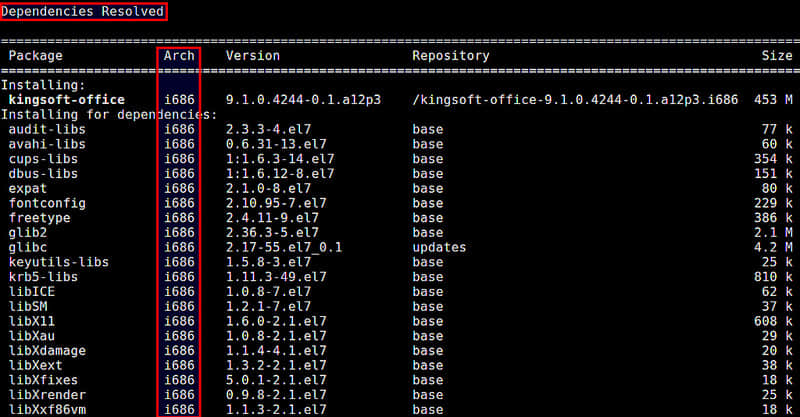 Dependencies Resolved
================================================================================
Package Arch Version Repository Size
================================================================================
Installing:
kingsoft-office i686 9.1.0.4244-0.1.a12p3 /kingsoft-office-9.1.0.4244-0.1.a12p3.i686 453 M
Installing for dependencies:
audit-libs i686 2.3.3-4.el7 base 77 k
avahi-libs i686 0.6.31-13.el7 base 60 k
cups-libs i686 1:1.6.3-14.el7 base 354 k
dbus-libs i686 1:1.6.12-8.el7 base 151 k
expat i686 2.1.0-8.el7 base 80 k
fontconfig i686 2.10.95-7.el7 base 229 k
freetype i686 2.4.11-9.el7 base 386 k
glib2 i686 2.36.3-5.el7 base 2.1 M
glibc i686 2.17-55.el7_0.1 updates 4.2 M
keyutils-libs i686 1.5.8-3.el7 base 25 k
krb5-libs i686 1.11.3-49.el7 base 810 k
libICE i686 1.0.8-7.el7 base 62 k
libSM i686 1.2.1-7.el7 base 37 k
libX11 i686 1.6.0-2.1.el7 base 608 k
libXau i686 1.0.8-2.1.el7 base 29 k
libXdamage i686 1.1.4-4.1.el7 base 20 k
libXext i686 1.3.2-2.1.el7 base 38 k
libXfixes i686 5.0.1-2.1.el7 base 18 k
libXrender i686 0.9.8-2.1.el7 base 25 k
libXxf86vm i686 1.1.3-2.1.el7 base 18 k